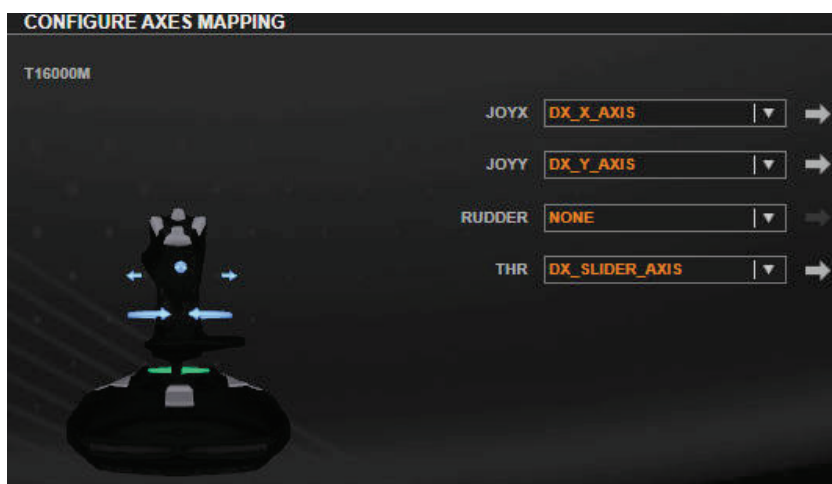 CONFIGURE AXES MAPPING
T16000M
JOYX DX_X_AXIS
JOYY DX_Y_AXIS
RUDDER NONE
THR DX_SLIDER_AXIS